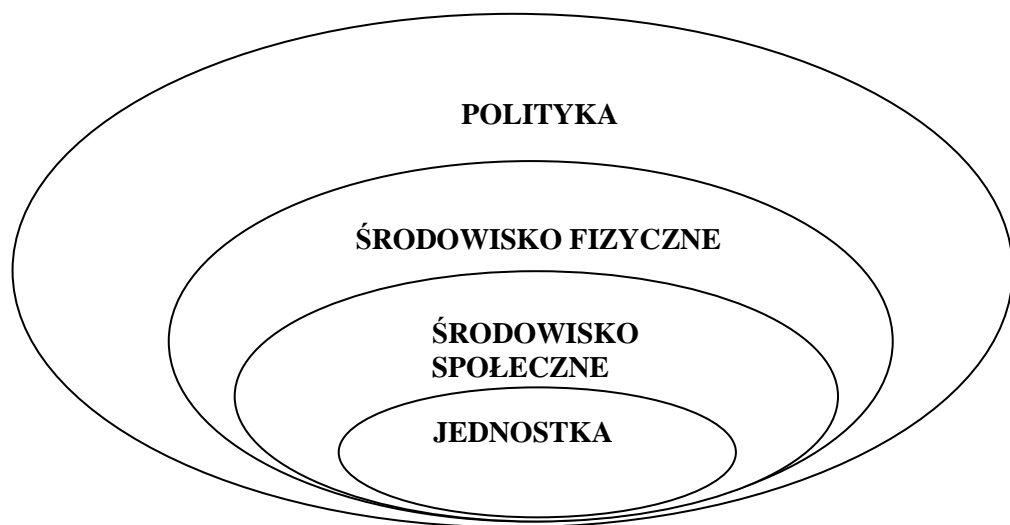 POLITYKA
ŚRODOWISKO FIZYCZNE
ŚRODOWISKO
SPOŁECZNE
JEDNOSTKA